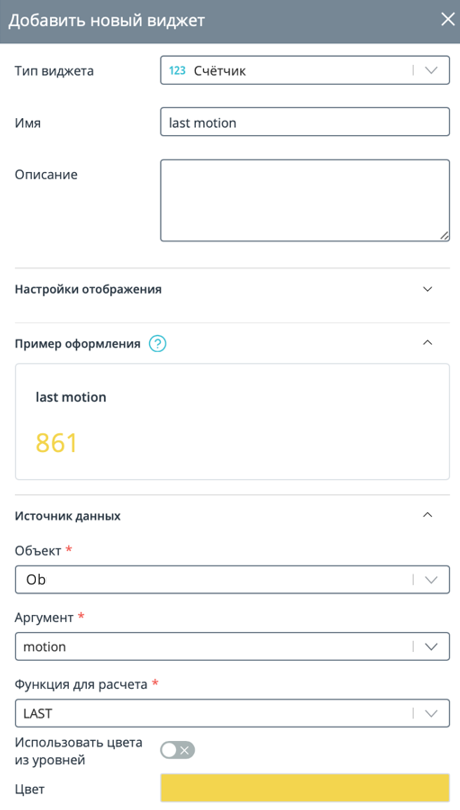 Добавить новый виджет
Тип виджета
123 Счётчик
Имя
last motion
Описание
Настройки отображения
Пример оформления ?
last motion
861
Источник данных
Объект *
Ob
Аргумент *
motion
Функция для расчета *
LAST
Использовать цвета
из уровней
Цвет